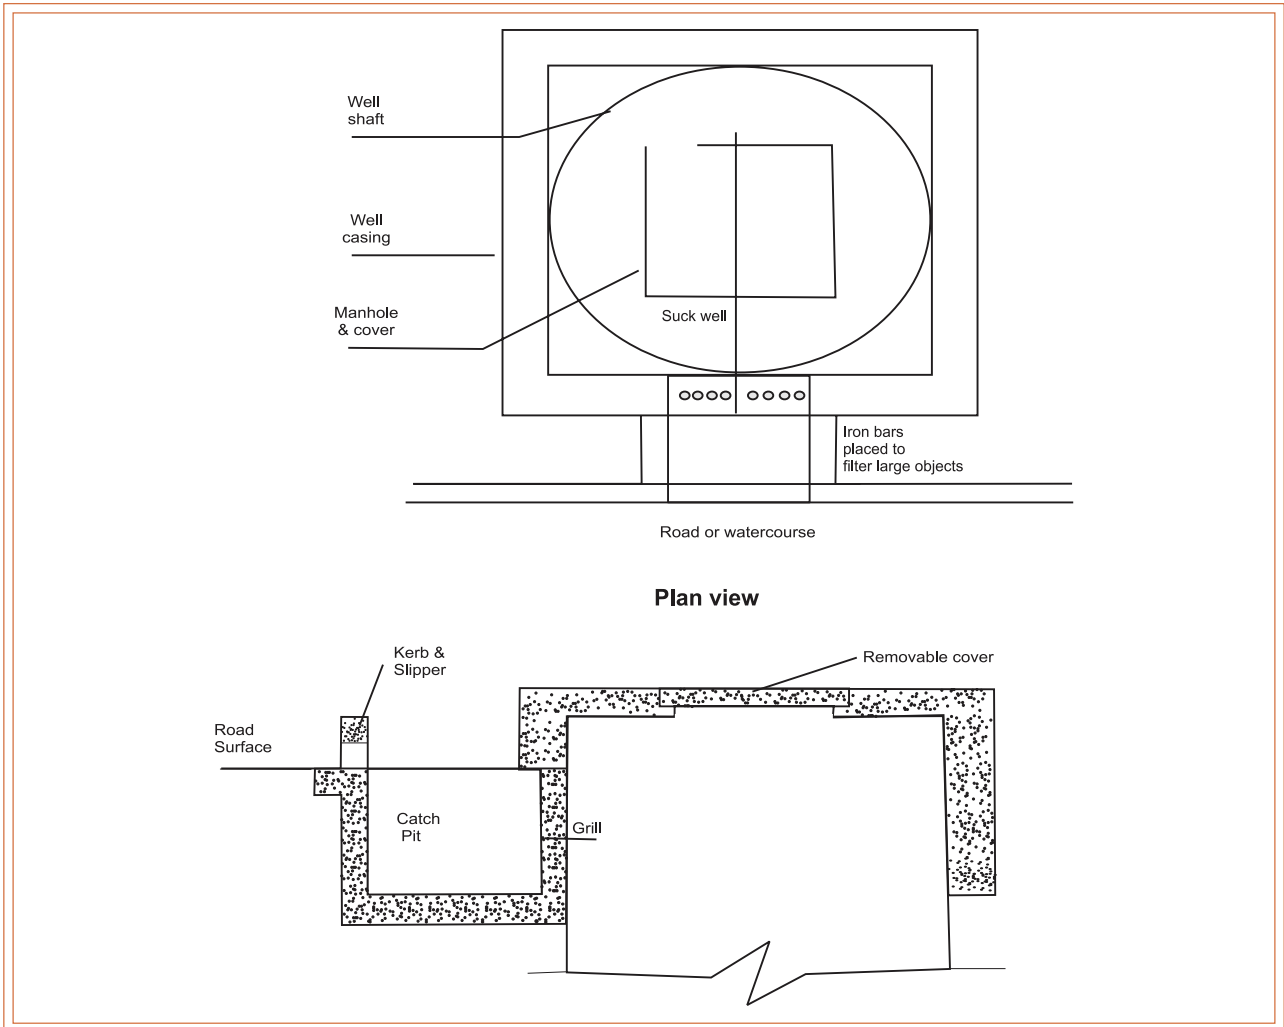 Well
shaft
Well
casing
Manhole
& cover
Suck well
Iron bars
placed to
filter large objects
Road or watercourse
Plan view
Kerb &
Slipper
Removable cover
Road
Surface
Catch
Pit
Grill